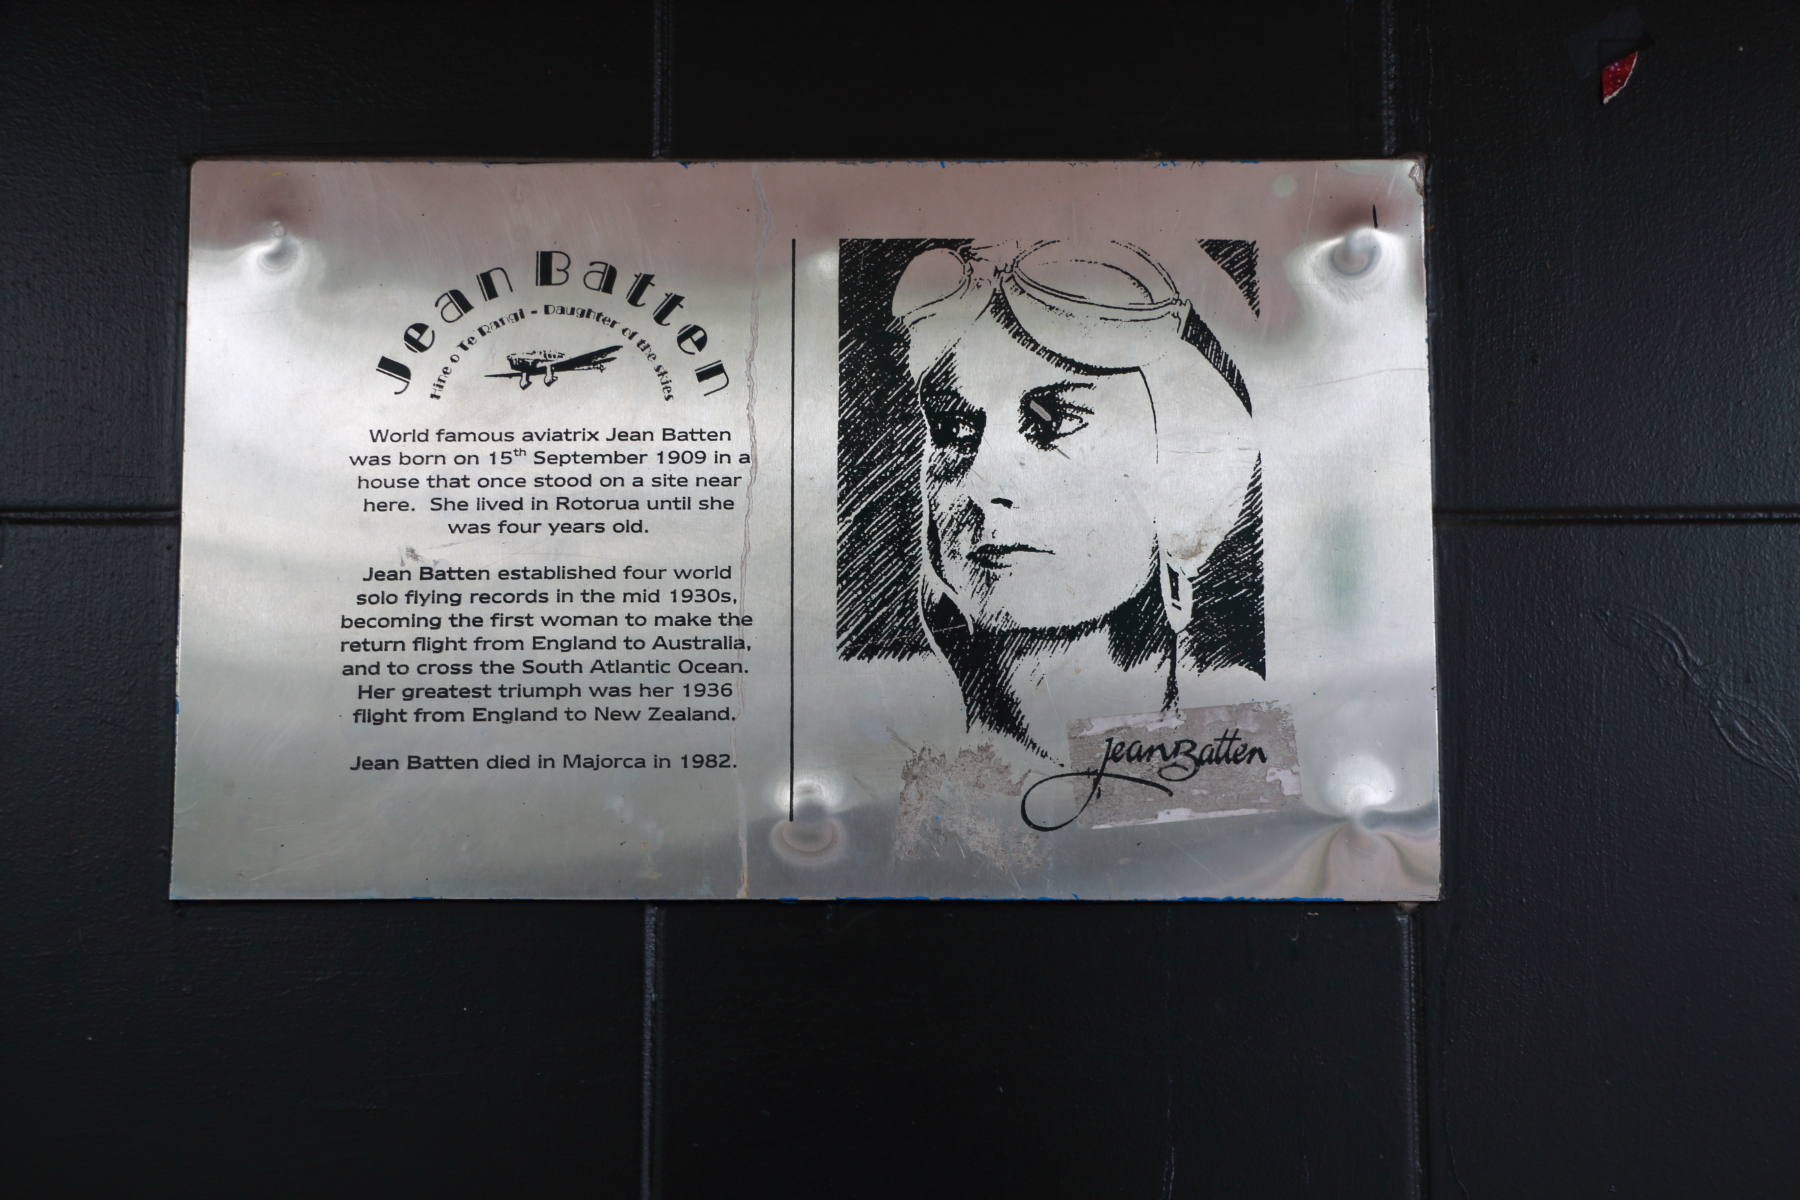 Jean Batten
Hine o Te Rangi - Daughter of the skies
World famous aviatrix Jean Batten
was born on 15th September 1909 in a
house that once stood on a site near
here. She lived in Rotorua until she
was four years old.
Jean Batten established four world
solo flying records in the mid 1930s,
becoming the first woman to make the
return flight from England to Australia,
and to cross the South Atlantic Ocean.
Her greatest triumph was her 1936
flight from England to New Zealand.
Jean Batten died in Majorca in 1982.
Jean Batten